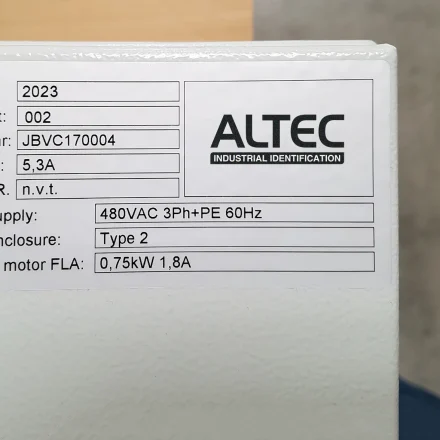 2023
t: 002
ur: JBVC170004
: 5,3A
R. n.v.t.
ALTEC
INDUSTRIAL IDENTIFICATION
upply: 480VAC 3Ph+PE 60Hz
nclosure: Type 2
motor FLA: 0,75kW 1,8A